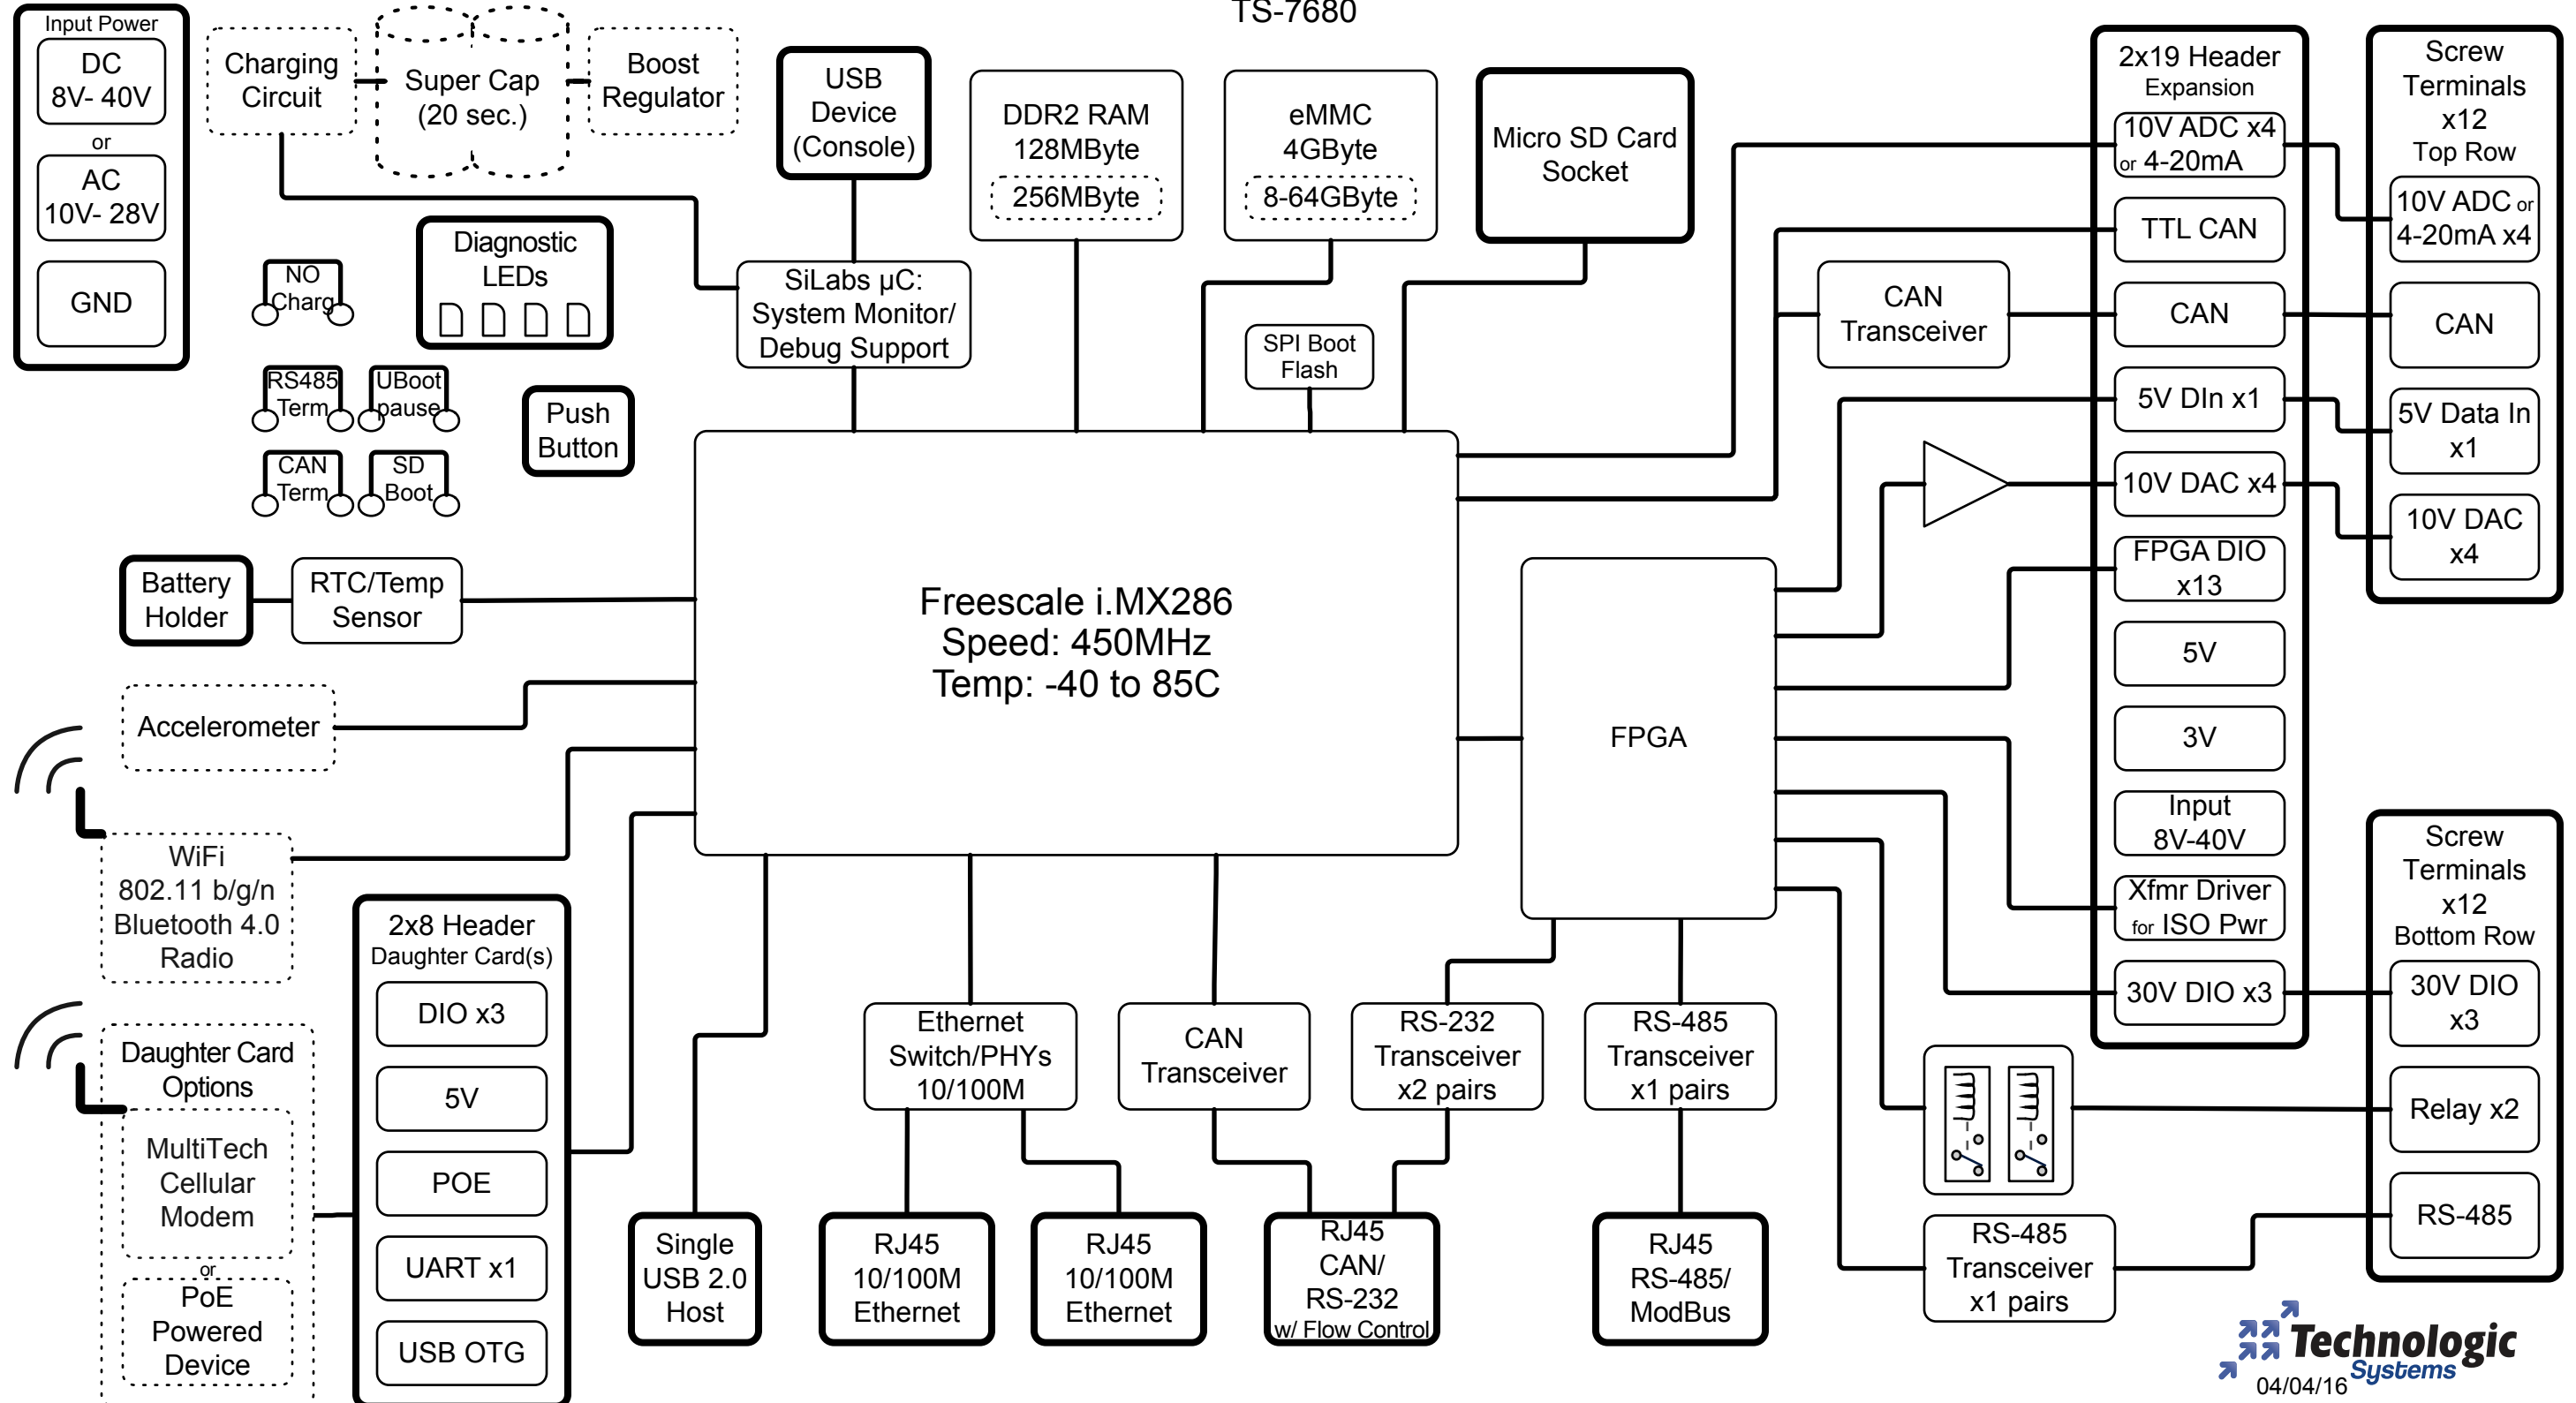 TS-7680
Input Power
DC
8V- 40V
or
AC
10V- 28V
GND
Charging
Circuit
Super Cap
(20 sec.)
Boost
Regulator
USB
Device
(Console)
DDR2 RAM
128MByte
256MByte
eMMC
4GByte
8-64GByte
Micro SD Card
Socket
NO
Charg
Diagnostic
LEDs
SiLabs µC:
System Monitor/
Debug Support
SPI Boot
Flash
RS485
Term
UBoot
pause
CAN
Term
SD
Boot
Push
Button
Battery
Holder
RTC/Temp
Sensor
Accelerometer
WiFi
802.11 b/g/n
Bluetooth 4.0
Radio
Daughter Card
Options
MultiTech
Cellular
Modem
or
PoE
Powered
Device
2x8 Header
Daughter Card(s)
DIO x3
5V
POE
UART x1
USB OTG
Freescale i.MX286
Speed: 450MHz
Temp: -40 to 85C
FPGA
Ethernet
Switch/PHYs
10/100M
CAN
Transceiver
RS-232
Transceiver
x2 pairs
RS-485
Transceiver
x1 pairs
Single
USB 2.0
Host
RJ45
10/100M
Ethernet
RJ45
10/100M
Ethernet
RJ45
CAN/
RS-232
w/ Flow Control
RJ45
RS-485/
ModBus
CAN
Transceiver
2x19 Header
Expansion
10V ADC x4
or 4-20mA
TTL CAN
CAN
5V DIn x1
10V DAC x4
FPGA DIO
x13
5V
3V
Input
8V-40V
Xfmr Driver
for ISO Pwr
30V DIO x3
RS-485
Transceiver
x1 pairs
Screw
Terminals
x12
Top Row
10V ADC or
4-20mA x4
CAN
5V Data In
x1
10V DAC
x4
Screw
Terminals
x12
Bottom Row
30V DIO
x3
Relay x2
RS-485
Technologic
Systems
04/04/16